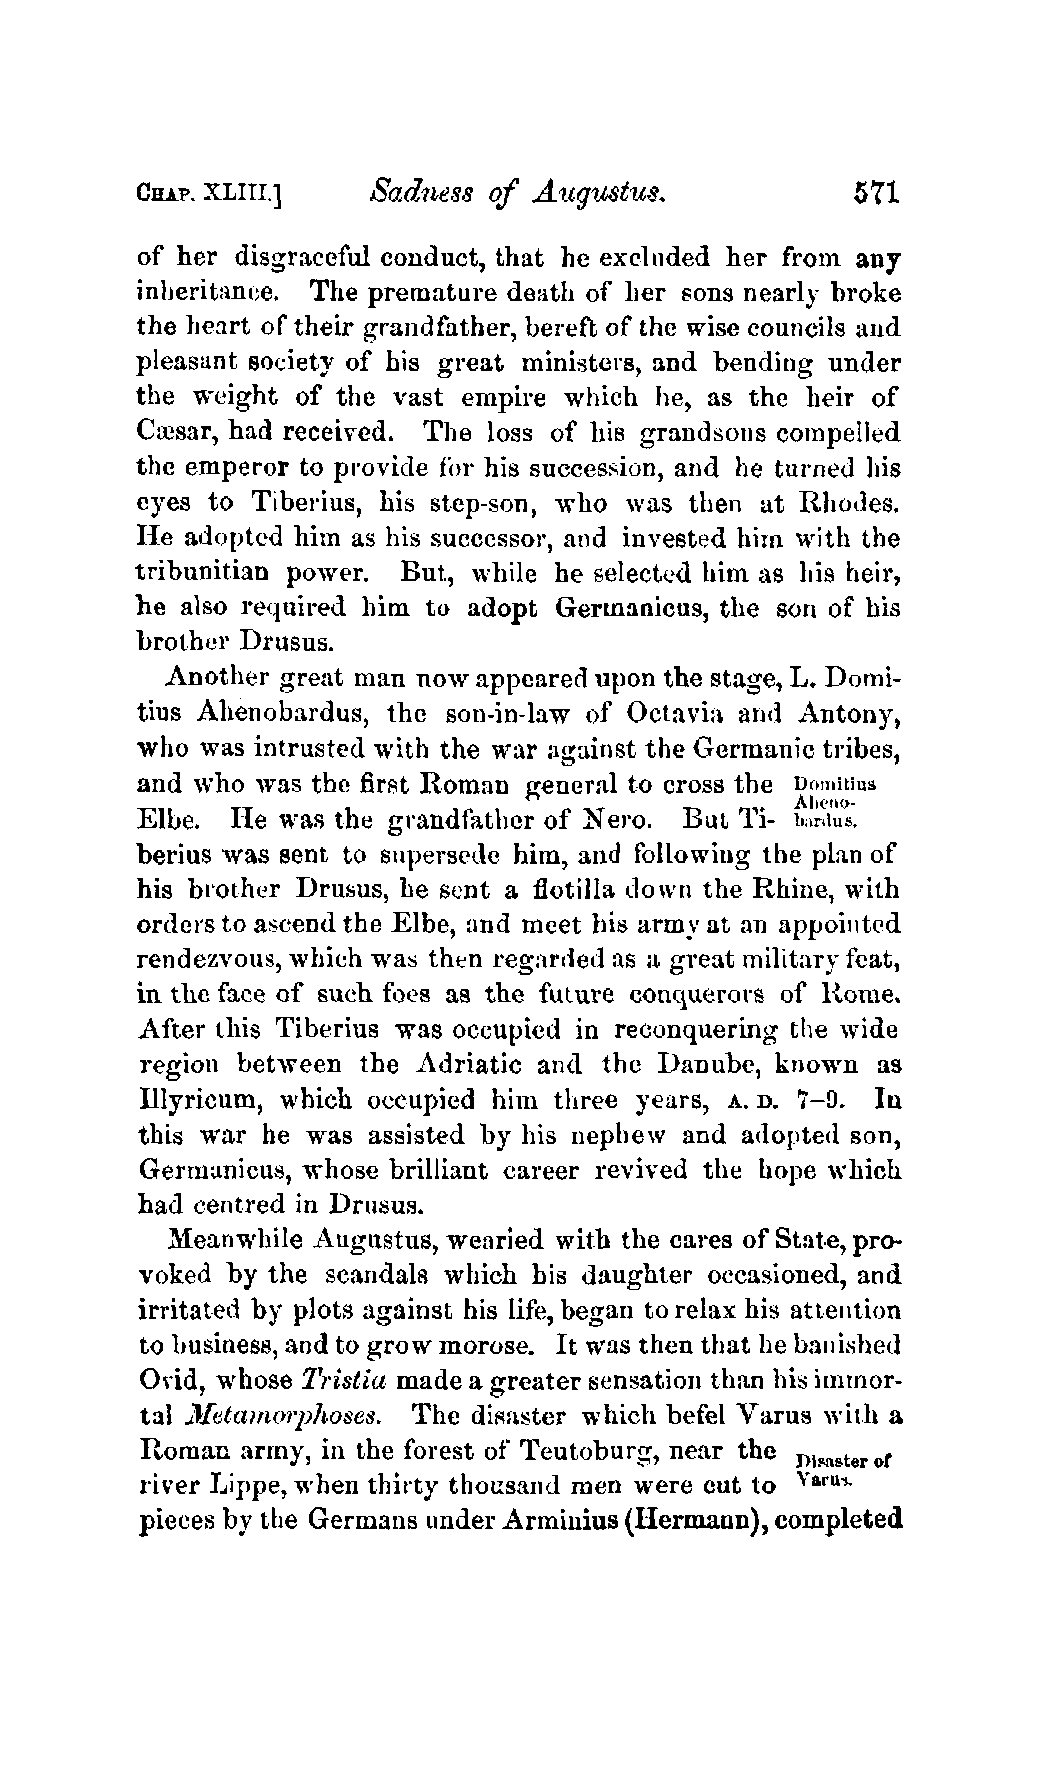 CHAP. XLIII.] Sadness of Augustus. 571
of her disgraceful conduct, that he excluded her from any
inheritance. The premature death of her sons nearly broke
the heart of their grandfather, bereft of the wise councils and
pleasant society of his great ministers, and bending under
the weight of the vast empire which he, as the heir of
Cæsar, had received. The loss of his grandsons compelled
the emperor to provide for his succession, and he turned his
eyes to Tiberius, his step-son, who was then at Rhodes.
He adopted him as his successor, and invested him with the
tribunitian power. But, while he selected him as his heir,
he also required him to adopt Germanicus, the son of his
brother Drusus.
Another great man now appeared upon the stage, L. Domi-
tius Ahenobardus, the son-in-law of Octavia and Antony,
who was intrusted with the war against the Germanic tribes,
and who was the first Roman general to cross the
Elbe. He was the grandfather of Nero. But Ti-
Domitius
Aheno-
bardus.
berius was sent to supersede him, and following the plan of
his brother Drusus, he sent a flotilla down the Rhine, with
orders to ascend the Elbe, and meet his army at an appointed
rendezvous, which was then regarded as a great military feat,
in the face of such foes as the future conquerors of Rome.
After this Tiberius was occupied in reconquering the wide
region between the Adriatic and the Danube, known as
Illyricum, which occupied him three years, A. D. 7–9. In
this war he was assisted by his nephew and adopted son,
Germanicus, whose brilliant career revived the hope which
had centred in Drusus.
Meanwhile Augustus, wearied with the cares of State, pro-
voked by the scandals which his daughter occasioned, and
irritated by plots against his life, began to relax his attention
to business, and to grow morose. It was then that he banished
Ovid, whose Tristia made a greater sensation than his immor-
tal Metamorphoses. The disaster which befel Varus with a
Roman army, in the forest of Teutoburg, near the
river Lippe, when thirty thousand men were cut to
Disaster of
Varus.
pieces by the Germans under Arminius (Hermann), completed